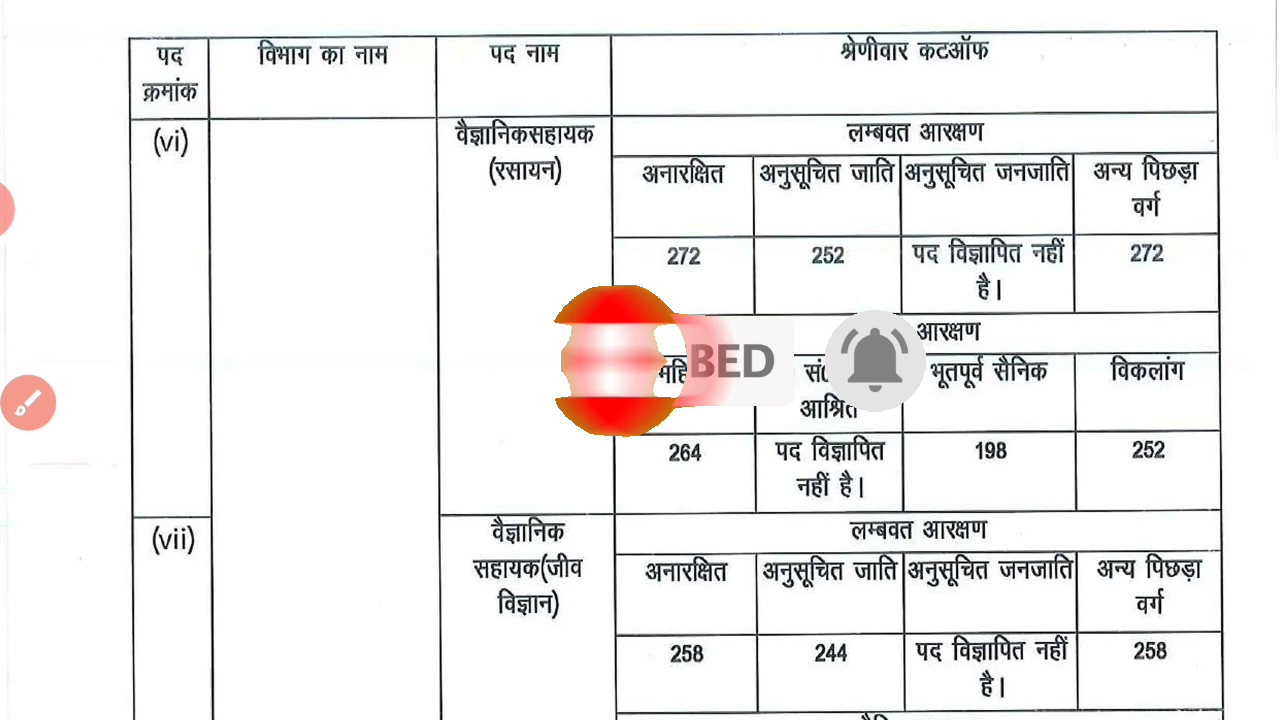 पद विभाग का नाम पद नाम श्रेणीवार कटऑफ
क्रमांक
(vi) वैज्ञानिकसहायक लम्बवत आरक्षण
(रसायन) अनारक्षित अनुसूचित जाति अनुसूचित जनजाति अन्य पिछड़ा
वर्ग
272 252 पद विज्ञापित नहीं 272
है।
आरक्षण
BED
भूतपूर्व सैनिक विकलांग
आश्रित
264 पद विज्ञापित 198 252
नहीं है।
(vii) वैज्ञानिक लम्बवत आरक्षण
सहायक(जीव अनारक्षित अनुसूचित जाति अनुसूचित जनजाति अन्य पिछड़ा
विज्ञान) वर्ग
258 244 पद विज्ञापित नहीं 258
है।